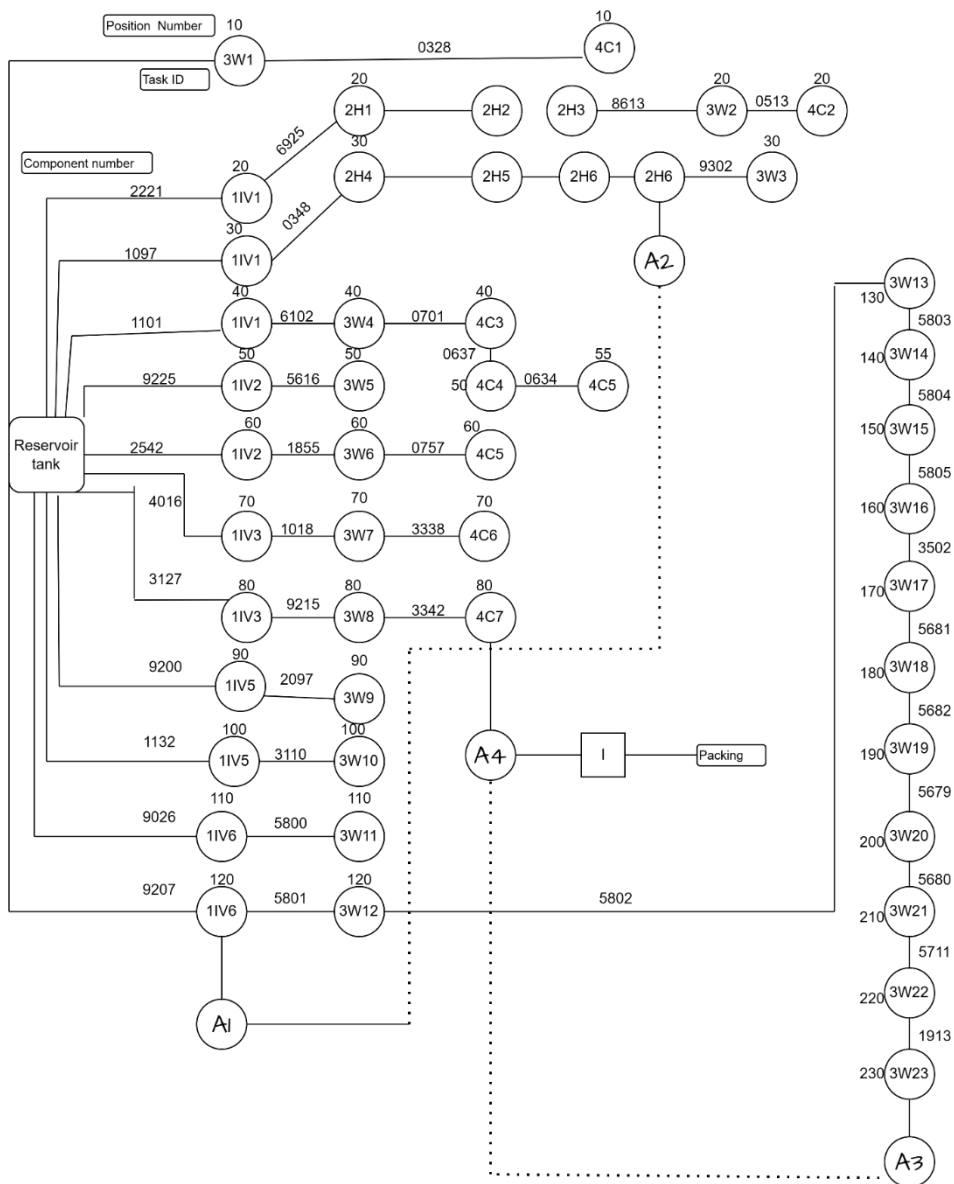 Position Number
10
10
3W1
0328
4C1
Task ID
20
20
20
2H1
2H2
2H3
8613
3W2
0513
4C2
6925
Component number
30
30
2221
20
1IV1
2H4
2H5
2H6
2H6
9302
3W3
0348
30
1097
1IV1
A2
3W13
130
40
40
40
1101
1IV1
6102
3W4
0701
4C3
5803
140
3W14
50
50
0637
55
9225
1IV2
5616
3W5
50
4C4
0634
4C5
5804
150
3W15
Reservoir
tank
60
60
60
2542
1IV2
1855
3W6
0757
4C5
5805
160
3W16
4016
70
70
70
1IV3
1018
3W7
3338
4C6
3502
170
3W17
3127
80
80
80
1IV3
9215
3W8
3342
4C7
5681
180
3W18
9200
90
90
1IV5
2097
3W9
5682
190
3W19
1132
100
100
1IV5
3110
3W10
A4
I
Packing
5679
200
3W20
9026
110
110
1IV6
5800
3W11
5680
210
3W21
9207
120
120
1IV6
5801
3W12
5802
5711
220
3W22
A1
1913
230
3W23
A3